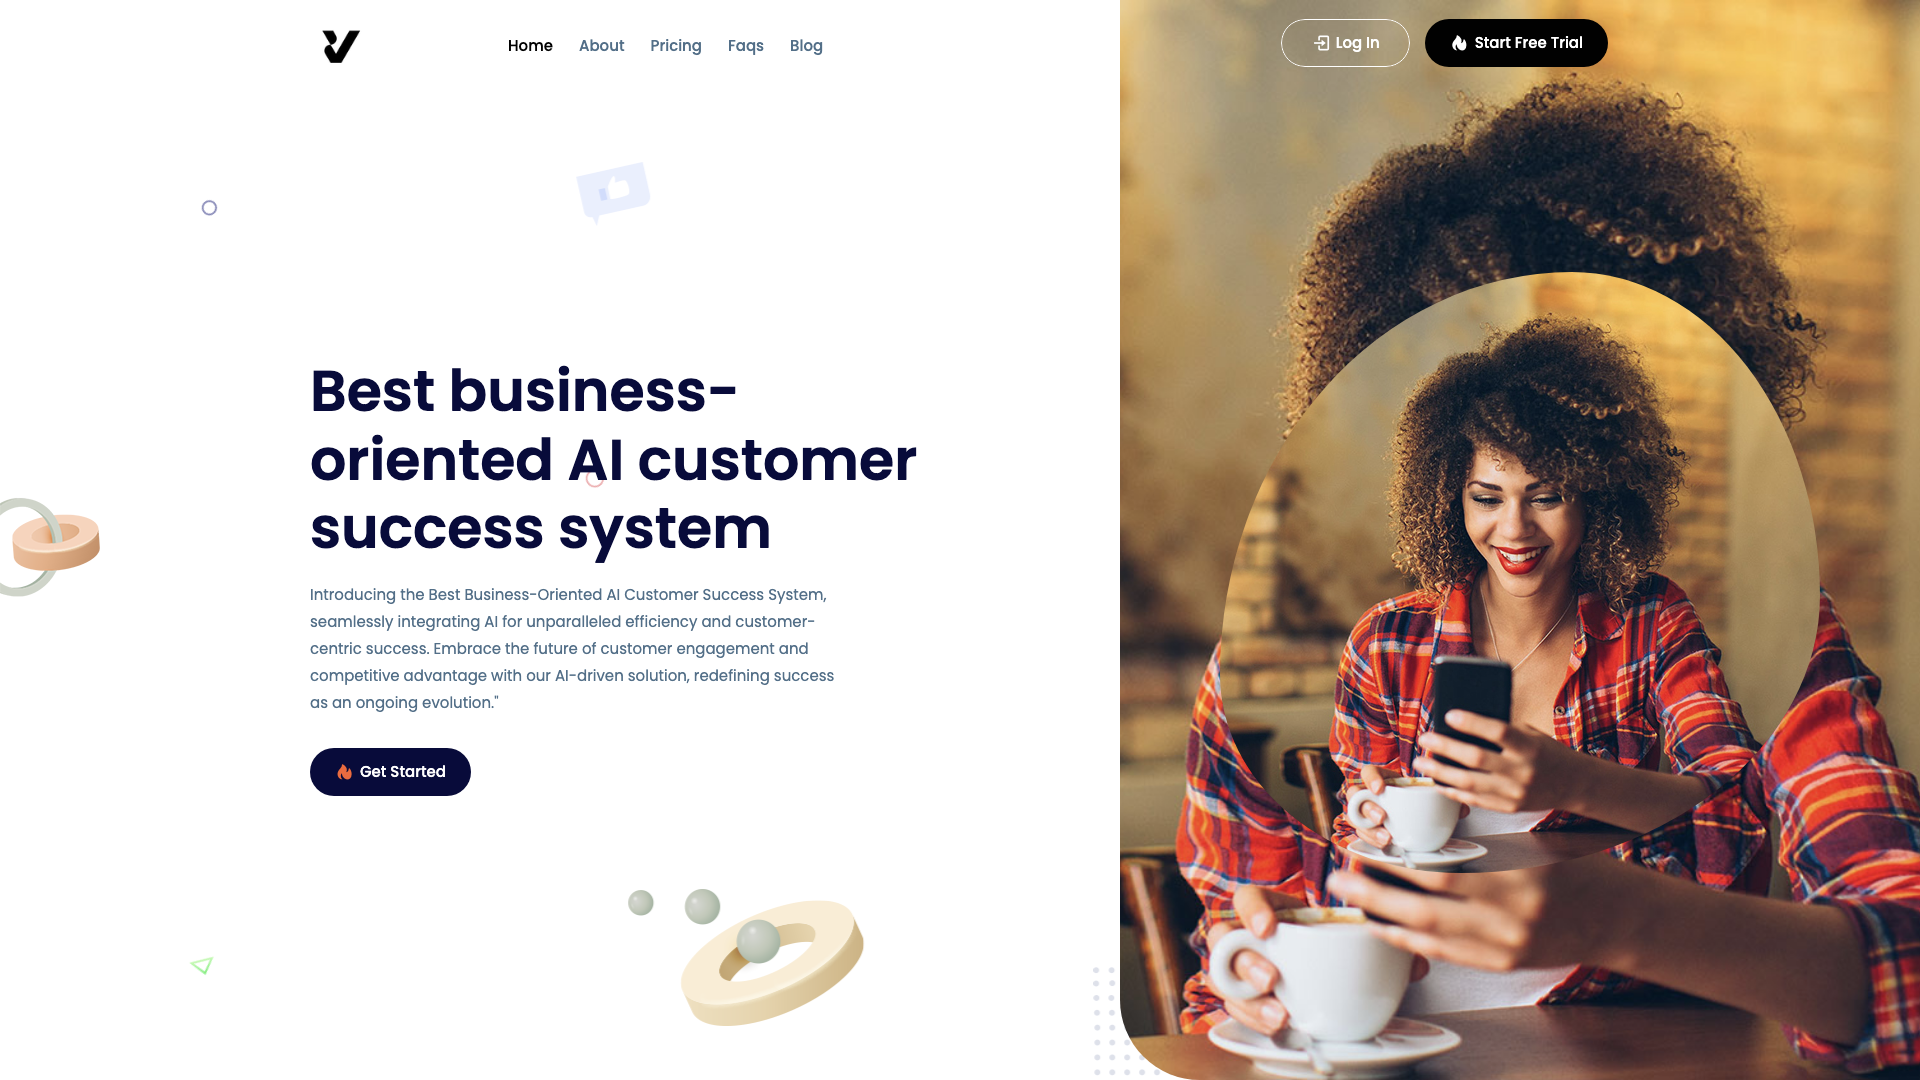 Home
About
Pricing
Faqs
Blog
Log In
Start Free Trial
Best business-
oriented AI customer
success system
Introducing the Best Business-Oriented AI Customer Success System,
seamlessly integrating AI for unparalleled efficiency and customer-
centric success. Embrace the future of customer engagement and
competitive advantage with our AI-driven solution, redefining success
as an ongoing evolution."
Get Started